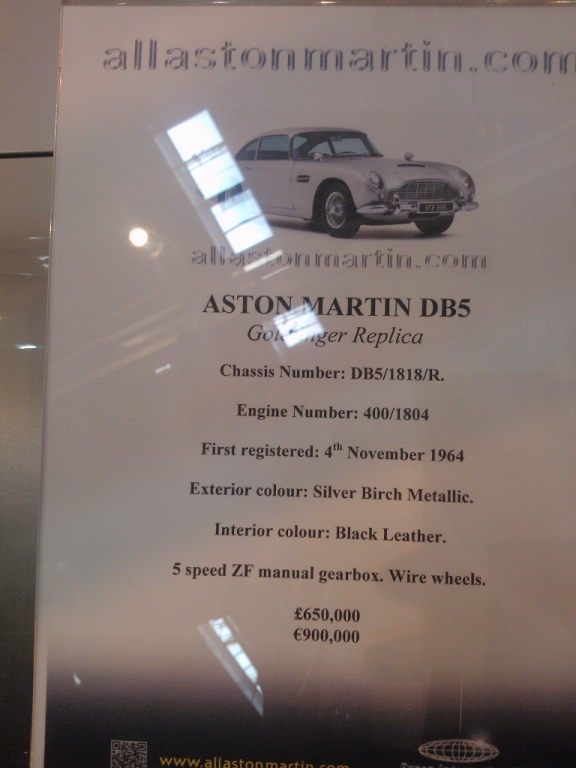 allastonmartin.com
allastonmartin.com
ASTON MARTIN DB5
Goldfinger Replica
Chassis Number: DB5/1818/R.
Engine Number: 400/1804
First registered: 4th November 1964
Exterior colour: Silver Birch Metallic.
Interior colour: Black Leather.
5 speed ZF manual gearbox. Wire wheels.
£650,000
€900,000
www.allastonmartin.com